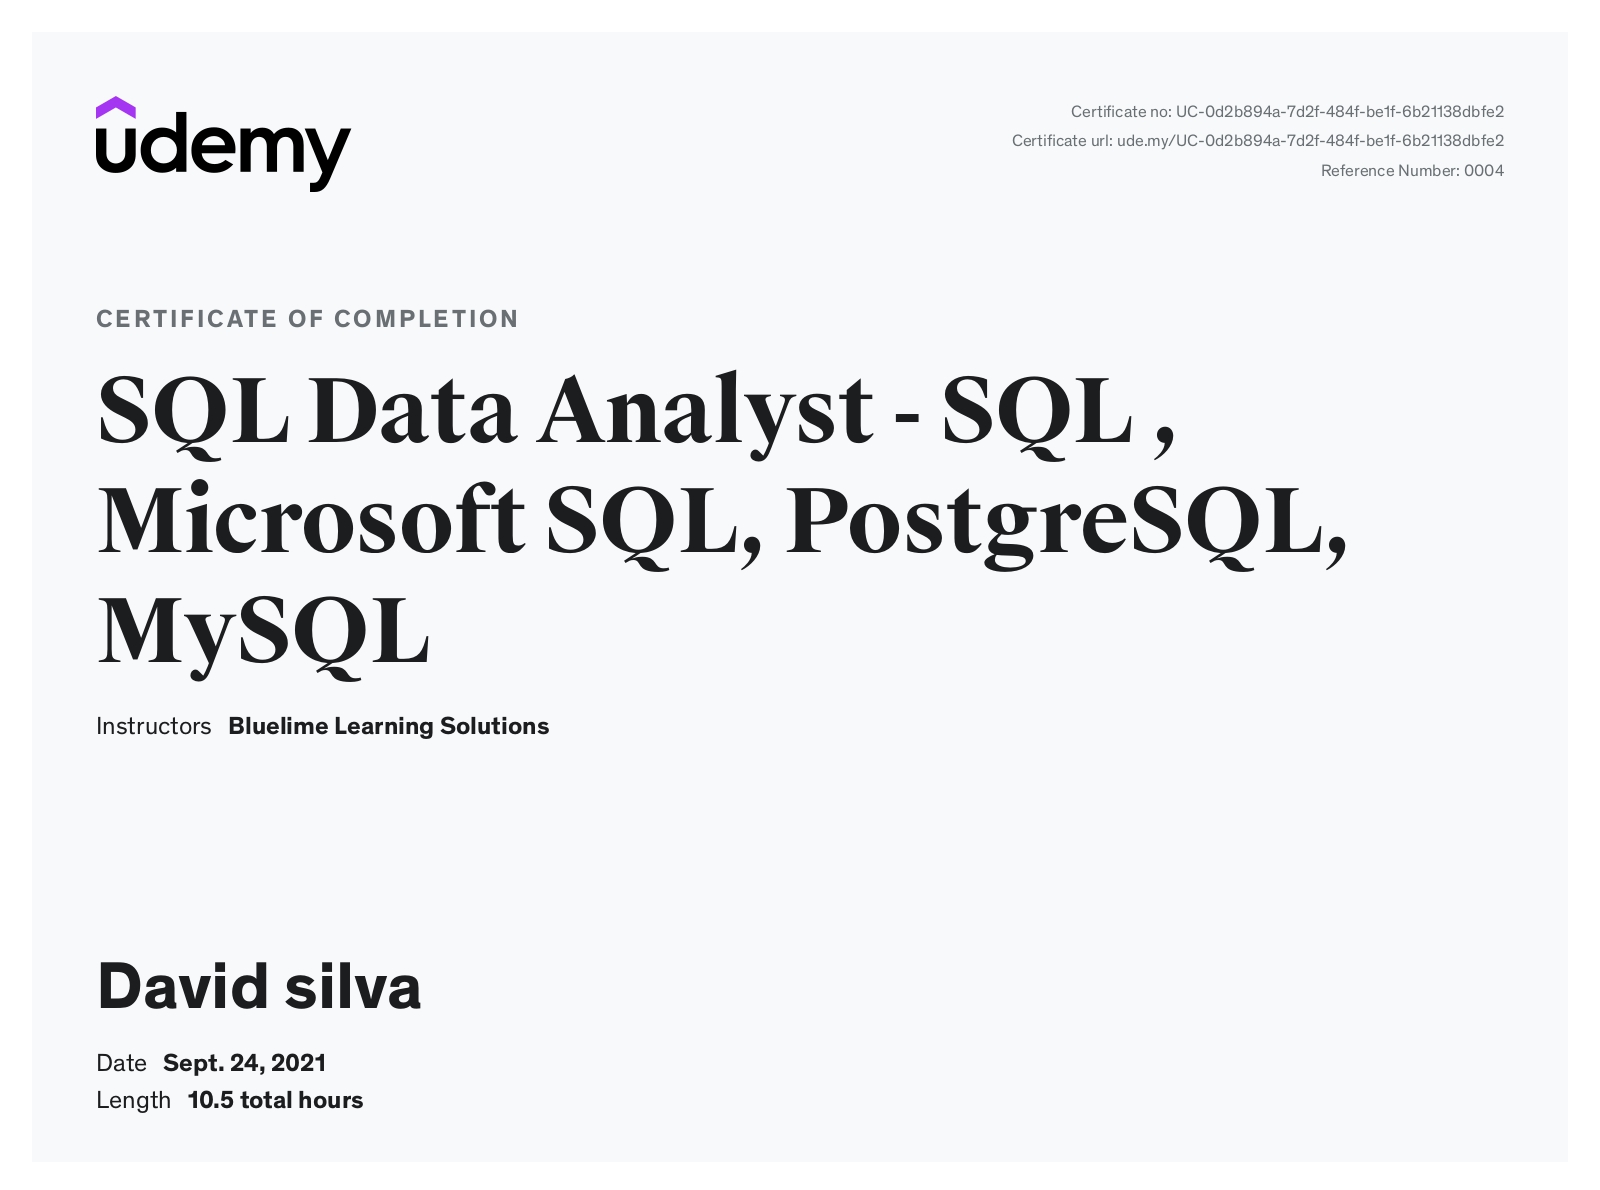 udemy
Certificate no: UC-0d2b894a-7d2f-484f-be1f-6b21138dbfe2
Certificate url: ude.my/UC-0d2b894a-7d2f-484f-be1f-6b21138dbfe2
Reference Number: 0004
CERTIFICATE OF COMPLETION
SQL Data Analyst - SQL ,
Microsoft SQL, PostgreSQL,
MySQL
Instructors Bluelime Learning Solutions
David silva
Date Sept. 24, 2021
Length 10.5 total hours